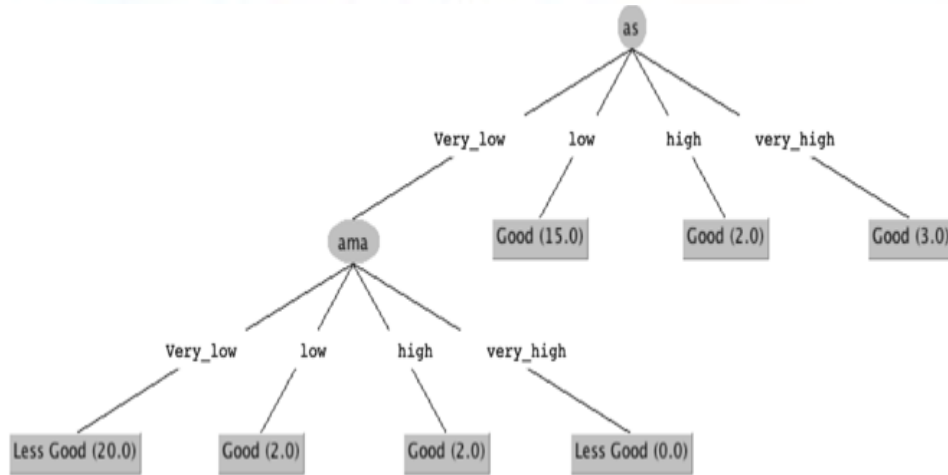 as
Very_low low high very_high
ama Good (15.0) Good (2.0) Good (3.0)
Very_low low high very_high
Less Good (20.0) Good (2.0) Good (2.0) Less Good (0.0)